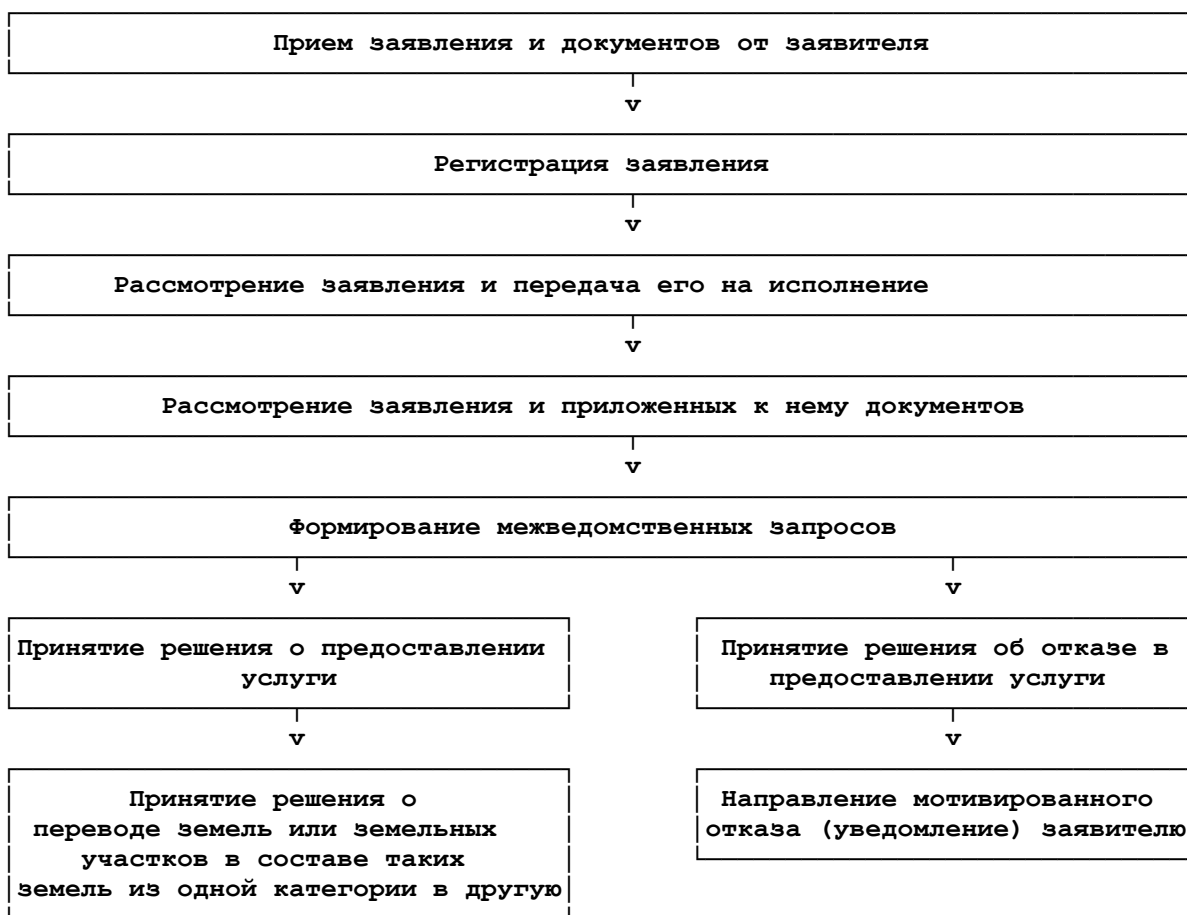 Прием заявления и документов от заявителя
v
Регистрация заявления
v
Рассмотрение заявления и передача его на исполнение
v
Рассмотрение заявления и приложенных к нему документов
v
Формирование межведомственных запросов
v
v
Принятие решения о предоставлении
услуги
Принятие решения об отказе в
предоставлении услуги
v
v
Принятие решения о
переводе земель или земельных
участков в составе таких
земель из одной категории в другую
Направление мотивированного
отказа (уведомление) заявителю